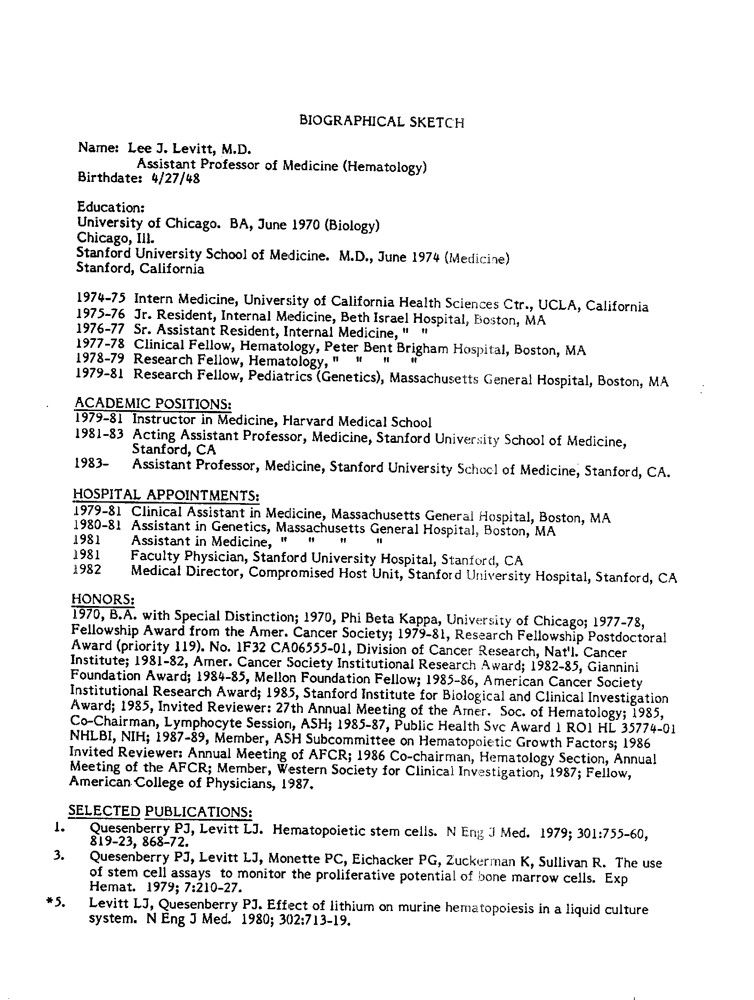 BIOGRAPHICAL SKETCH
Name: Lee J. Levitt, M.D.
Assistant Professor of Medicine (Hematology)
Birthdate: 4/27/48
Education:
University of Chicago. BA, June 1970 (Biology)
Chicago, Ill.
Stanford University School of Medicine. M.D., June 1974 (Medicine)
Stanford, California
1974-75 Intern Medicine, University of California Health Sciences Ctr., UCLA, California
1975-76 Jr. Resident, Internal Medicine, Beth Israel Hospital, Boston, MA
1976-77 Sr. Assistant Resident, Internal Medicine, " "
1977-78 Clinical Fellow, Hematology, Peter Bent Brigham Hospital, Boston, MA
1978-79 Research Fellow, Hematology, " " " "
1979-81 Research Fellow, Pediatrics (Genetics), Massachusetts General Hospital, Boston, MA
ACADEMIC POSITIONS:
1979-81 Instructor in Medicine, Harvard Medical School
1981-83 Acting Assistant Professor, Medicine, Stanford University School of Medicine,
Stanford, CA
1983- Assistant Professor, Medicine, Stanford University School of Medicine, Stanford, CA.
HOSPITAL APPOINTMENTS:
1979-81 Clinical Assistant in Medicine, Massachusetts General Hospital, Boston, MA
1980-81 Assistant in Genetics, Massachusetts General Hospital, Boston, MA
1981 Assistant in Medicine, " " " "
1981 Faculty Physician, Stanford University Hospital, Stanford, CA
1982 Medical Director, Compromised Host Unit, Stanford University Hospital, Stanford, CA
HONORS:
1970, B.A. with Special Distinction; 1970, Phi Beta Kappa, University of Chicago; 1977-78,
Fellowship Award from the Amer. Cancer Society; 1979-81, Research Fellowship Postdoctoral
Award (priority 119). No. 1F32 CA06555-01, Division of Cancer Research, Nat'l. Cancer
Institute; 1981-82, Amer. Cancer Society Institutional Research Award; 1982-85, Giannini
Foundation Award; 1984-85, Mellon Foundation Fellow; 1985-86, American Cancer Society
Institutional Research Award; 1985, Stanford Institute for Biological and Clinical Investigation
Award; 1985, Invited Reviewer: 27th Annual Meeting of the Amer. Soc. of Hematology; 1985,
Co-Chairman, Lymphocyte Session, ASH; 1985-87, Public Health Svc Award 1 RO1 HL 35774-01
NHLBI, NIH; 1987-89, Member, ASH Subcommittee on Hematopoietic Growth Factors; 1986
Invited Reviewer: Annual Meeting of AFCR; 1986 Co-chairman, Hematology Section, Annual
Meeting of the AFCR; Member, Western Society for Clinical Investigation, 1987; Fellow,
American College of Physicians, 1987.
SELECTED PUBLICATIONS:
1. Quesenberry PJ, Levitt LJ. Hematopoietic stem cells. N Eng J Med. 1979; 301:755-60,
819-23, 868-72.
3. Quesenberry PJ, Levitt LJ, Monette PC, Eichacker PG, Zuckerman K, Sullivan R. The use
of stem cell assays to monitor the proliferative potential of bone marrow cells. Exp
Hemat. 1979; 7:210-27.
*5. Levitt LJ, Quesenberry PJ. Effect of lithium on murine hematopoiesis in a liquid culture
system. N Eng J Med. 1980; 302:713-19.